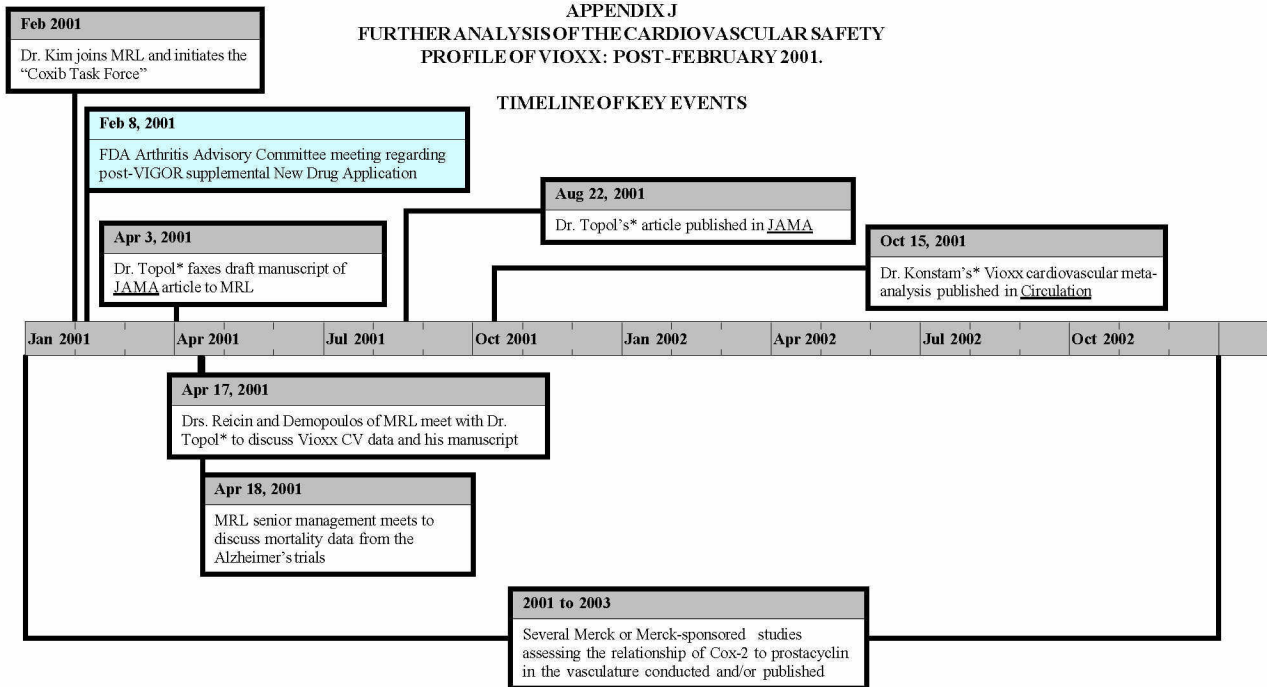 APPENDIX J
FURTHER ANALYSIS OF THE CARDIOVASCULAR SAFETY
PROFILE OF VIOXX: POST-FEBRUARY 2001.
TIMELINE OF KEY EVENTS
Feb 2001
Dr. Kim joins MRL and initiates the
“Coxib Task Force”
Feb 8, 2001
FDA Arthritis Advisory Committee meeting regarding
post-VIGOR supplemental New Drug Application
Apr 3, 2001
Dr. Topol* faxes draft manuscript of
JAMA article to MRL
Aug 22, 2001
Dr. Topol’s* article published in JAMA
Oct 15, 2001
Dr. Konstam’s* Vioxx cardiovascular meta-
analysis published in Circulation
Jan 2001 Apr 2001 Jul 2001 Oct 2001 Jan 2002 Apr 2002 Jul 2002 Oct 2002
Apr 17, 2001
Drs. Reicin and Demopoulos of MRL meet with Dr.
Topol* to discuss Vioxx CV data and his manuscript
Apr 18, 2001
MRL senior management meets to
discuss mortality data from the
Alzheimer’s trials
2001 to 2003
Several Merck or Merck-sponsored studies
assessing the relationship of Cox-2 to prostacyclin
in the vasculature conducted and/or published